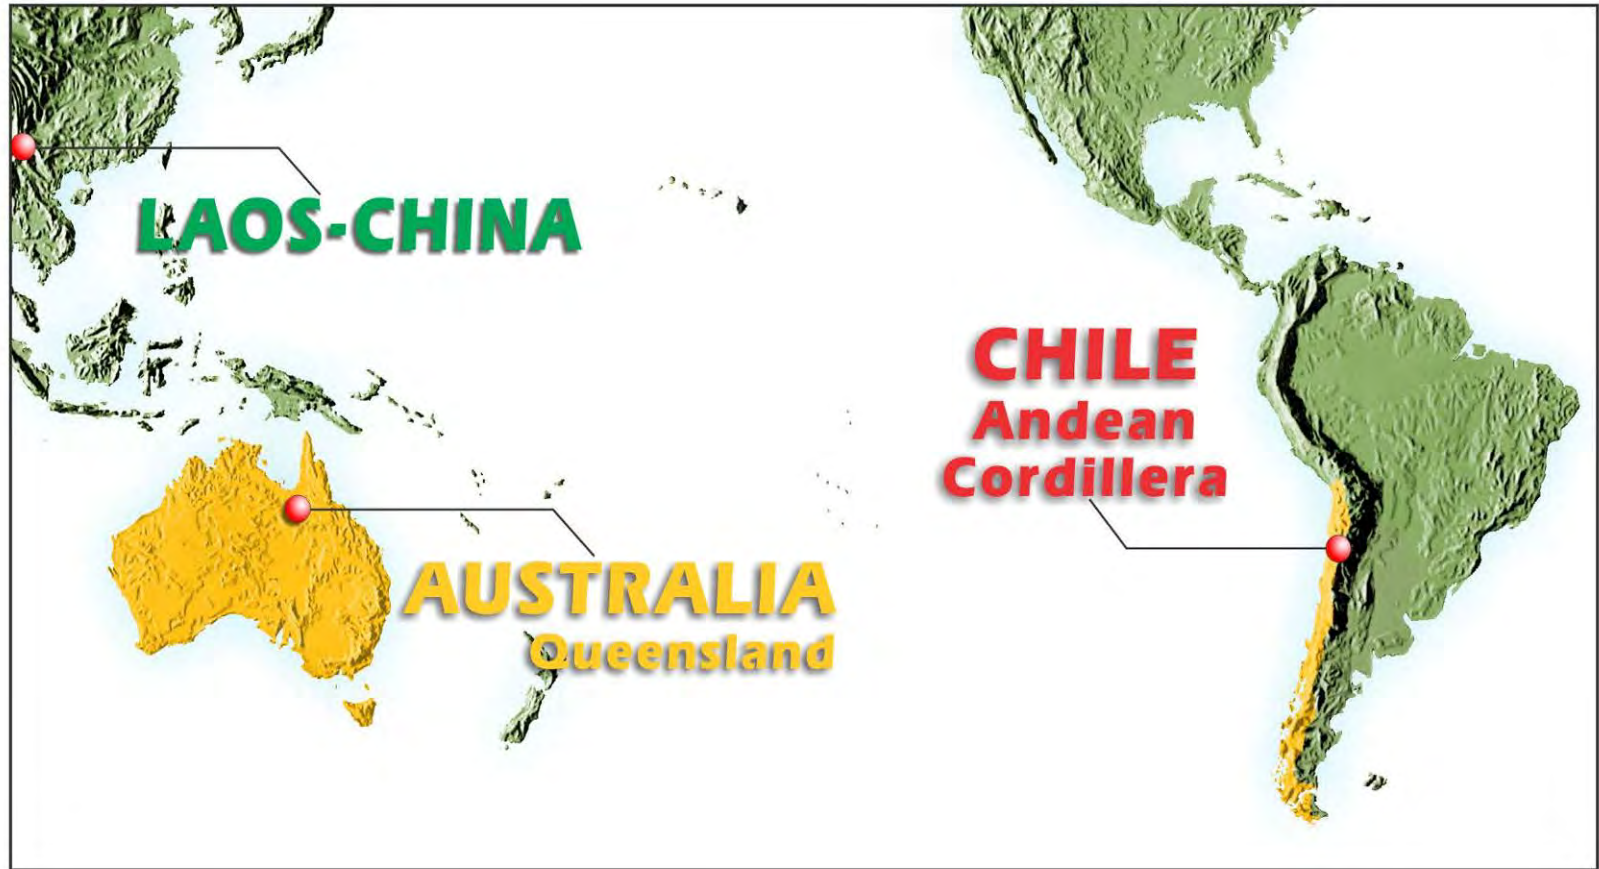 LAOS-CHINA
CHILE
Andean
Cordillera
AUSTRALIA
Queensland